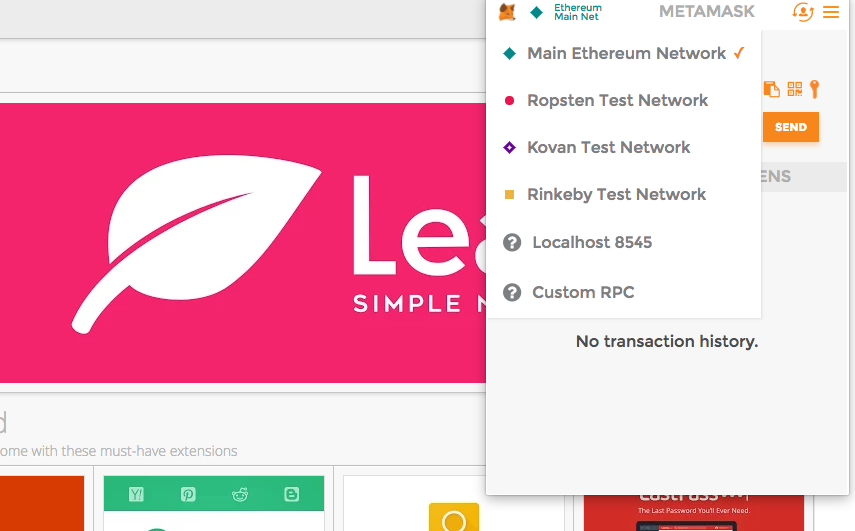 Ethereum
Main Net
METAMASK
Main Ethereum Network
Ropsten Test Network
Kovan Test Network
Rinkeby Test Network
Localhost 8545
Custom RPC
SEND
ENS
Lea
SIMPLE
No transaction history.
d
ome with these must-have extensions
Y!
The Last Password You'll Ever Need.